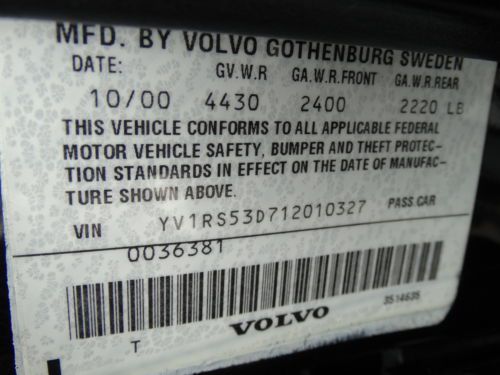 MFD. BY VOLVO GOTHENBURG SWEDEN
DATE: GV.W.R GA.W.R.FRONT GA.W.R.REAR
10/00 4430 2400 2220 LB
THIS VEHICLE CONFORMS TO ALL APPLICABLE FEDERAL
MOTOR VEHICLE SAFETY, BUMPER AND THEFT PROTEC-
TION STANDARDS IN EFFECT ON THE DATE OF MANUFAC-
TURE SHOWN ABOVE.
VIN YV1RS53D712010327 PASS.CAR
0036381
3514635
T VOLVO